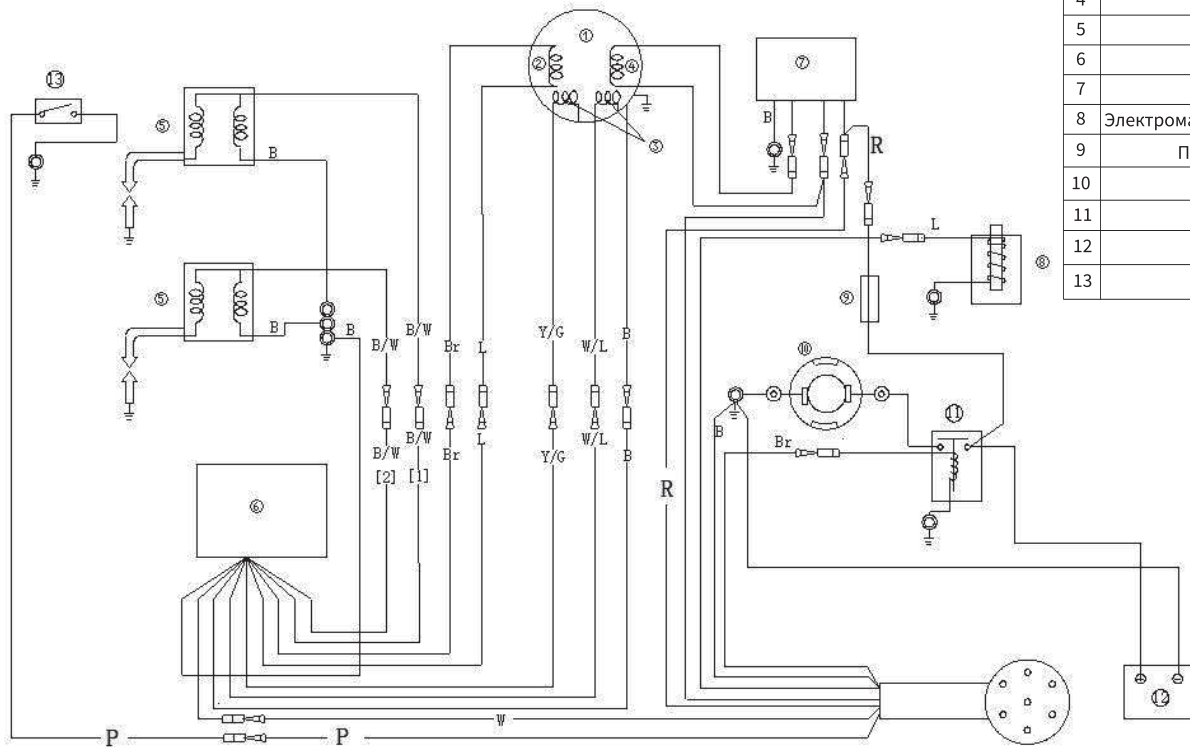 ①
②
④
③
⑦
B
R
⑬
⑤
B
⑤
B
B
B/W
B/W
Br
L
Y/G
W/L
B
L
⑧
⑨
⑩
⑪
B
Br
B/W
B/W
Br
L
Y/G
W/L
B
[2]
[1]
R
⑥
⑫
W
P
P
4
5
6
7
8 Электрома
9 П
10
11
12
13